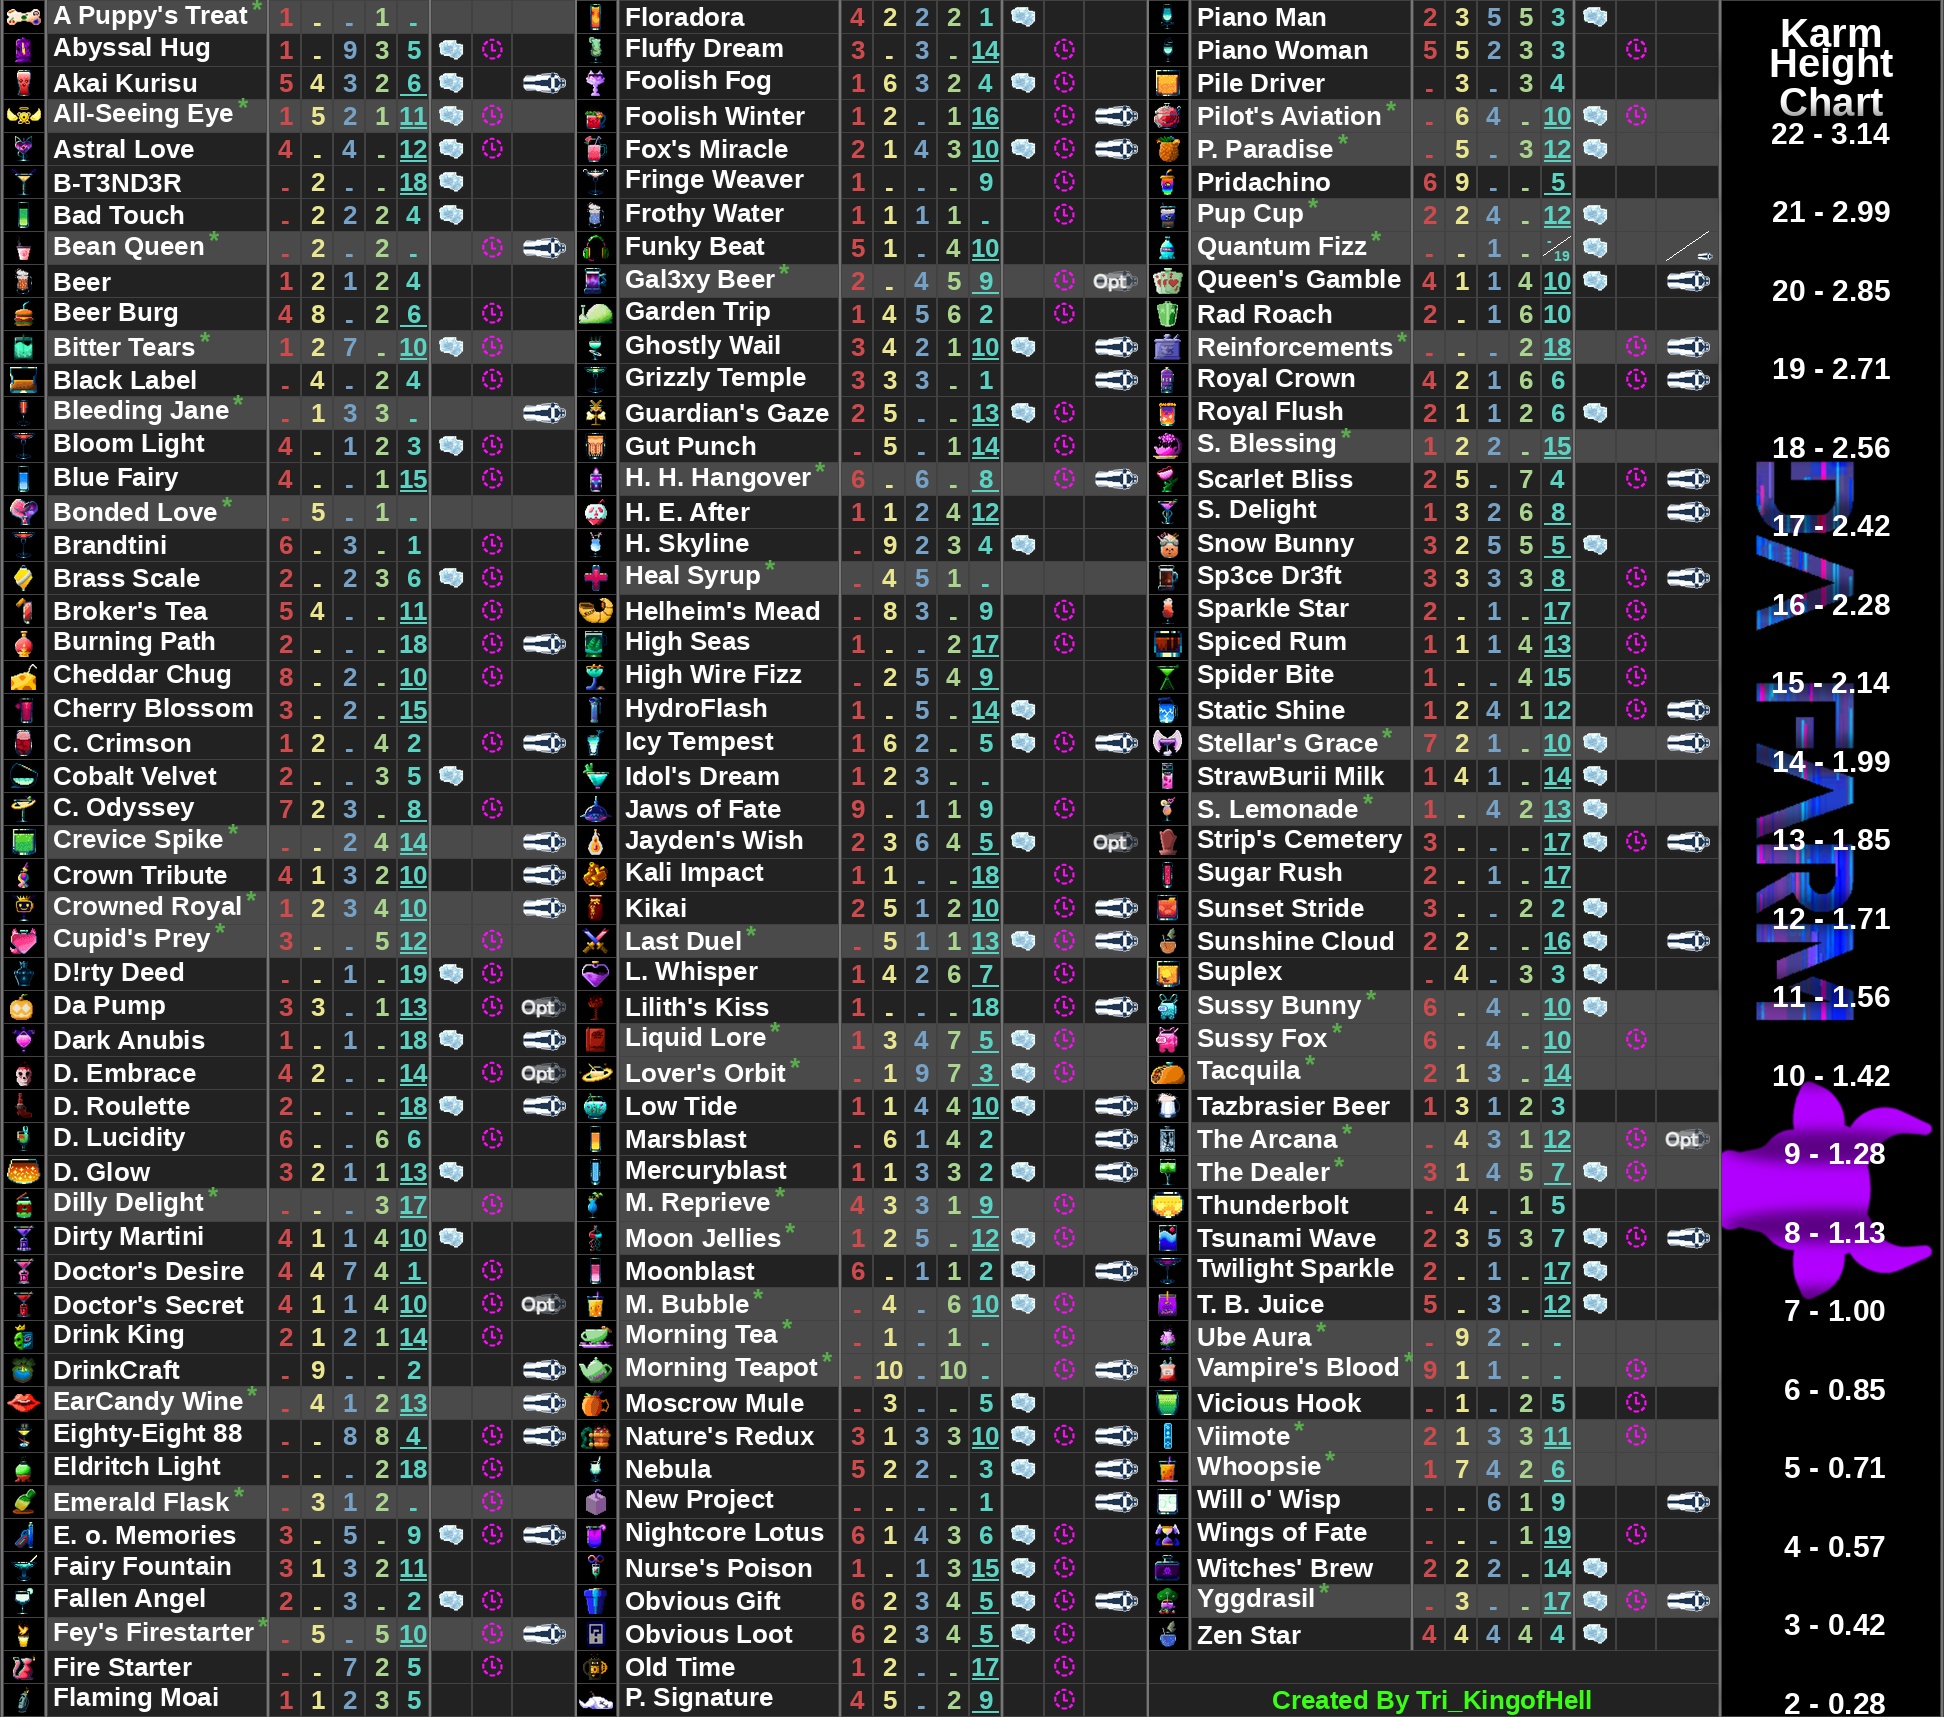 A Puppy's Treat * 1 - - 1 -
Abyssal Hug 1 - 9 3 5
Akai Kurisu 5 4 3 2 6
All-Seeing Eye * 1 5 2 1 11
Astral Love 4 - 4 - 12
B-T3ND3R - 2 - - 18
Bad Touch - 2 2 2 4
Bean Queen * - 2 - 2 -
Beer 1 2 1 2 4
Beer Burg 4 8 - 2 6
Bitter Tears * 1 2 7 - 10
Black Label - 4 - 2 4
Bleeding Jane * - 1 3 3 -
Bloom Light 4 - 1 2 3
Blue Fairy 4 - - 1 15
Bonded Love * - 5 - 1 -
Brandtini 6 - 3 - 1
Brass Scale 2 - 2 3 6
Broker's Tea 5 4 - - 11
Burning Path 2 - - - 18
Cheddar Chug 8 - 2 - 10
Cherry Blossom 3 - 2 - 15
C. Crimson 1 2 - 4 2
Cobalt Velvet 2 - - 3 5
C. Odyssey 7 2 3 - 8
Crevice Spike * - - 2 4 14
Crown Tribute 4 1 3 2 10
Crowned Royal * 1 2 3 4 10
Cupid's Prey * 3 - - 5 12
D!rty Deed - - 1 - 19
Da Pump 3 3 - 1 13 Opt
Dark Anubis 1 - 1 - 18
D. Embrace 4 2 - - 14 Opt
D. Roulette 2 - - - 18
D. Lucidity 6 - - 6 6
D. Glow 3 2 1 1 13
Dilly Delight * - - - 3 17
Dirty Martini 4 1 1 4 10
Doctor's Desire 4 4 7 4 1
Doctor's Secret 4 1 1 4 10 Opt
Drink King 2 1 2 1 14
DrinkCraft - 9 - - 2
EarCandy Wine * - 4 1 2 13
Eighty-Eight 88 - - 8 8 4
Eldritch Light - - - 2 18
Emerald Flask * - 3 1 2 -
E. o. Memories 3 - 5 - 9
Fairy Fountain 3 1 3 2 11
Fallen Angel 2 - 3 - 2
Fey's Firestarter * - 5 - 5 10
Fire Starter - - 7 2 5
Flaming Moai 1 1 2 3 5
Floradora 4 2 2 2 1
Fluffy Dream 3 - 3 - 14
Foolish Fog 1 6 3 2 4
Foolish Winter 1 2 - 1 16
Fox's Miracle 2 1 4 3 10
Fringe Weaver 1 - - - 9
Frothy Water 1 1 1 1 -
Funky Beat 5 1 - 4 10
Gal3xy Beer * 2 - 4 5 9 Opt
Garden Trip 1 4 5 6 2
Ghostly Wail 3 4 2 1 10
Grizzly Temple 3 3 3 - 1
Guardian's Gaze 2 5 - - 13
Gut Punch - 5 - 1 14
H. H. Hangover * 6 - 6 - 8
H. E. After 1 1 2 4 12
H. Skyline - 9 2 3 4
Heal Syrup * - 4 5 1 -
Helheim's Mead - 8 3 - 9
High Seas 1 - - 2 17
High Wire Fizz - 2 5 4 9
HydroFlash 1 - 5 - 14
Icy Tempest 1 6 2 - 5
Idol's Dream 1 2 3 - -
Jaws of Fate 9 - 1 1 9
Jayden's Wish 2 3 6 4 5 Opt
Kali Impact 1 1 - - 18
Kikai 2 5 1 2 10
Last Duel * - 5 1 1 13
L. Whisper 1 4 2 6 7
Lilith's Kiss 1 - - - 18
Liquid Lore * 1 3 4 7 5
Lover's Orbit * - 1 9 7 3
Low Tide 1 1 4 4 10
Marsblast - 6 1 4 2
Mercuryblast 1 1 3 3 2
M. Reprieve * 4 3 3 1 9
Moon Jellies * 1 2 5 - 12
Moonblast 6 - 1 1 2
M. Bubble * - 4 - 6 10
Morning Tea * - 1 - 1 -
Morning Teapot * - 10 - 10 -
Moscrow Mule - 3 - - 5
Nature's Redux 3 1 3 3 10
Nebula 5 2 2 - 3
New Project - - - - 1
Nightcore Lotus 6 1 4 3 6
Nurse's Poison 1 - 1 3 15
Obvious Gift 6 2 3 4 5
Obvious Loot 6 2 3 4 5
Old Time 1 2 - - 17
P. Signature 4 5 - 2 9
Piano Man 2 3 5 5 3
Piano Woman 5 5 2 3 3
Pile Driver - 3 - 3 4
Pilot's Aviation * - 6 4 - 10
P. Paradise * - 5 - 3 12
Pridachino 6 9 - - 5
Pup Cup * 2 2 4 - 12
Quantum Fizz * - - 1 - -/19
Queen's Gamble 4 1 1 4 10
Rad Roach 2 - 1 6 10
Reinforcements * - - - 2 18
Royal Crown 4 2 1 6 6
Royal Flush 2 1 1 2 6
S. Blessing * 1 2 2 - 15
Scarlet Bliss 2 5 - 7 4
S. Delight 1 3 2 6 8
Snow Bunny 3 2 5 5 5
Sp3ce Dr3ft 3 3 3 3 8
Sparkle Star 2 - 1 - 17
Spiced Rum 1 1 1 4 13
Spider Bite 1 - - 4 15
Static Shine 1 2 4 1 12
Stellar's Grace * 7 2 1 - 10
StrawBurii Milk 1 4 1 - 14
S. Lemonade * 1 - 4 2 13
Strip's Cemetery 3 - - - 17
Sugar Rush 2 - 1 - 17
Sunset Stride 3 - - 2 2
Sunshine Cloud 2 2 - - 16
Suplex - 4 - 3 3
Sussy Bunny * 6 - 4 - 10
Sussy Fox * 6 - 4 - 10
Tacquila * 2 1 3 - 14
Tazbrasier Beer 1 3 1 2 3
The Arcana * - 4 3 1 12 Opt
The Dealer * 3 1 4 5 7
Thunderbolt - 4 - 1 5
Tsunami Wave 2 3 5 3 7
Twilight Sparkle 2 - 1 - 17
T. B. Juice 5 - 3 - 12
Ube Aura * - 9 2 - -
Vampire's Blood * 9 1 1 - -
Vicious Hook - 1 - 2 5
Viimote * 2 1 3 3 11
Whoopsie * 1 7 4 2 6
Will o' Wisp - - 6 1 9
Wings of Fate - - - 1 19
Witches' Brew 2 2 2 - 14
Yggdrasil * - 3 - - 17
Zen Star 4 4 4 4 4
Created By Tri_KingofHell
Karm
Height
Chart
22 - 3.14
21 - 2.99
20 - 2.85
19 - 2.71
18 - 2.56
17 - 2.42
16 - 2.28
15 - 2.14
14 - 1.99
13 - 1.85
12 - 1.71
11 - 1.56
10 - 1.42
9 - 1.28
8 - 1.13
7 - 1.00
6 - 0.85
5 - 0.71
4 - 0.57
3 - 0.42
2 - 0.28
DA FARM